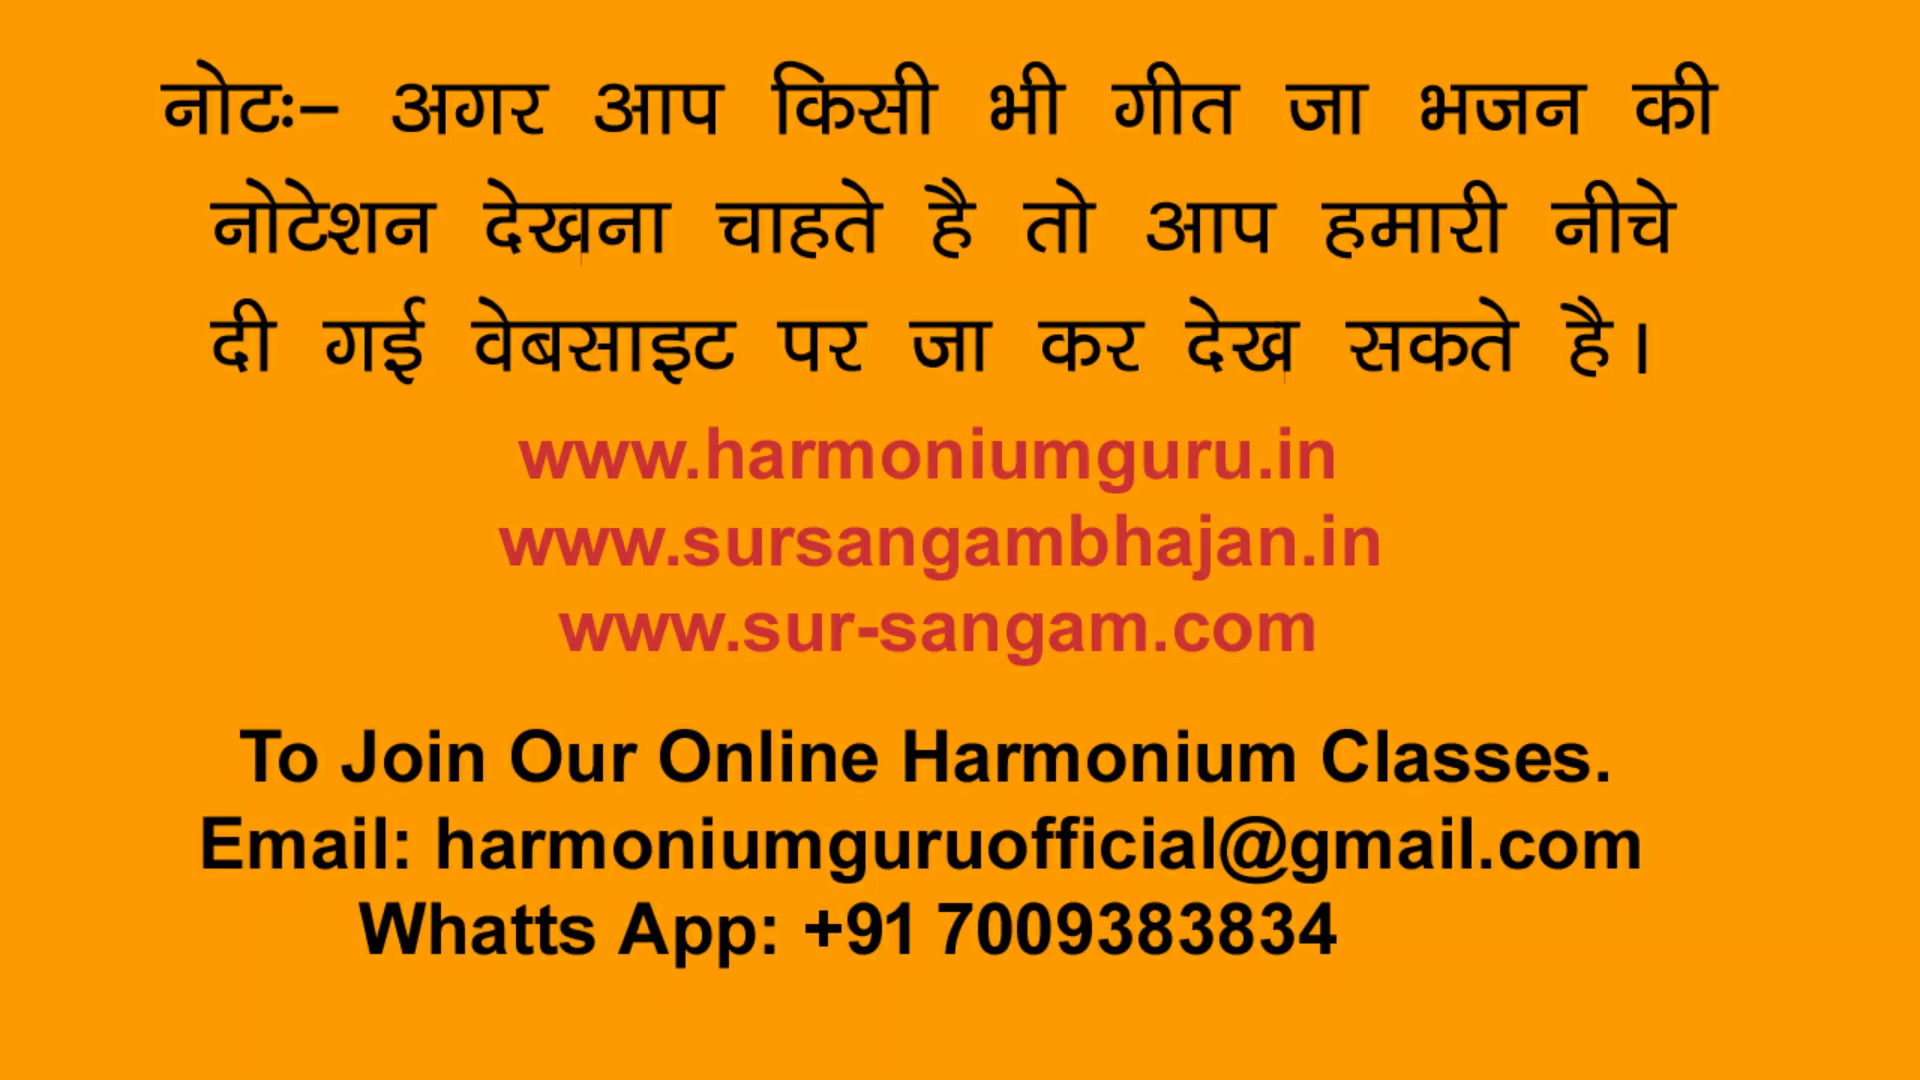 नोटः– अगर आप किसी भी गीत जा भजन की
नोटेशन देखना चाहते है तो आप हमारी नीचे
दी गई वेबसाइट पर जा कर देख सकते है।
www.harmoniumguru.in
www.sursangambhajan.in
www.sur-sangam.com
To Join Our Online Harmonium Classes.
Email: harmoniumguruofficial@gmail.com
Whatts App: +91 7009383834